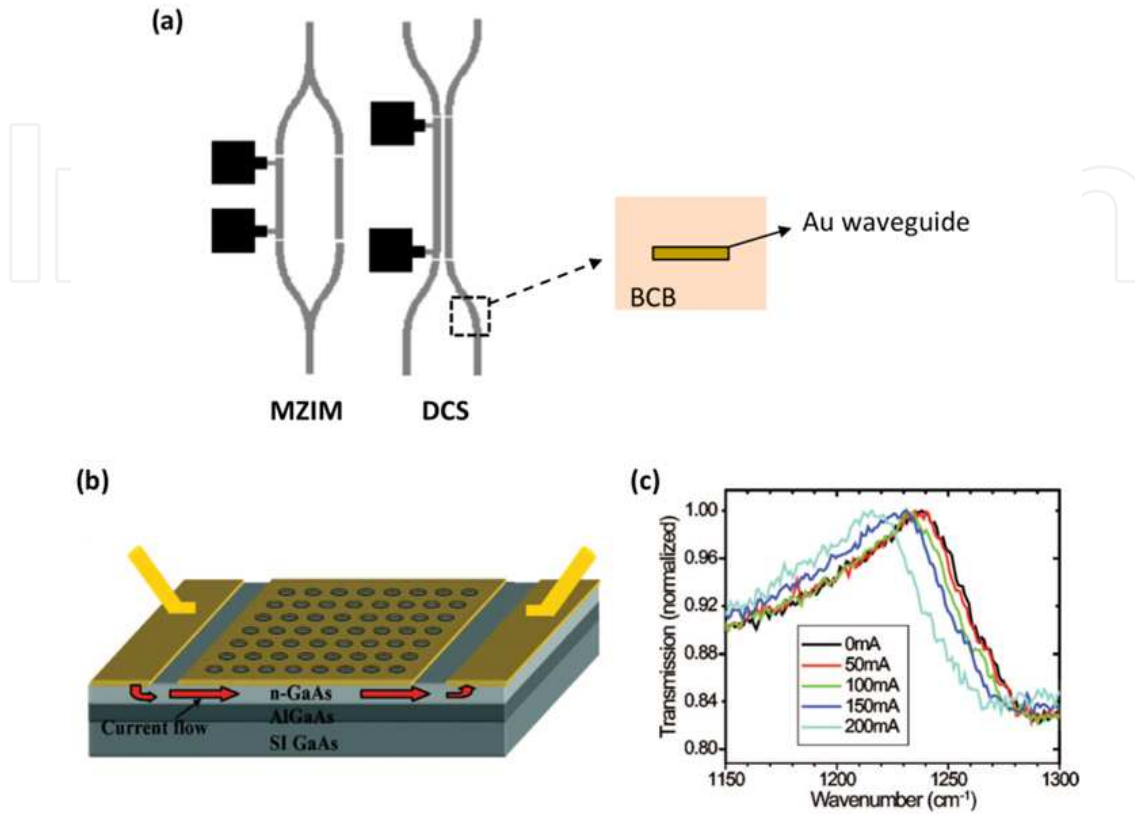 (a)
Au waveguide
BCB
MZIM
DCS
(b)
n-GaAs
Current flow
AlGaAs
SI GaAs
(c)
Transmission (normalized)
1.00
0.96
0.92
0.88
0.84
0.80
0mA
50mA
100mA
150mA
200mA
1150
1200
1250
1300
Wavenumber (cm⁻¹)